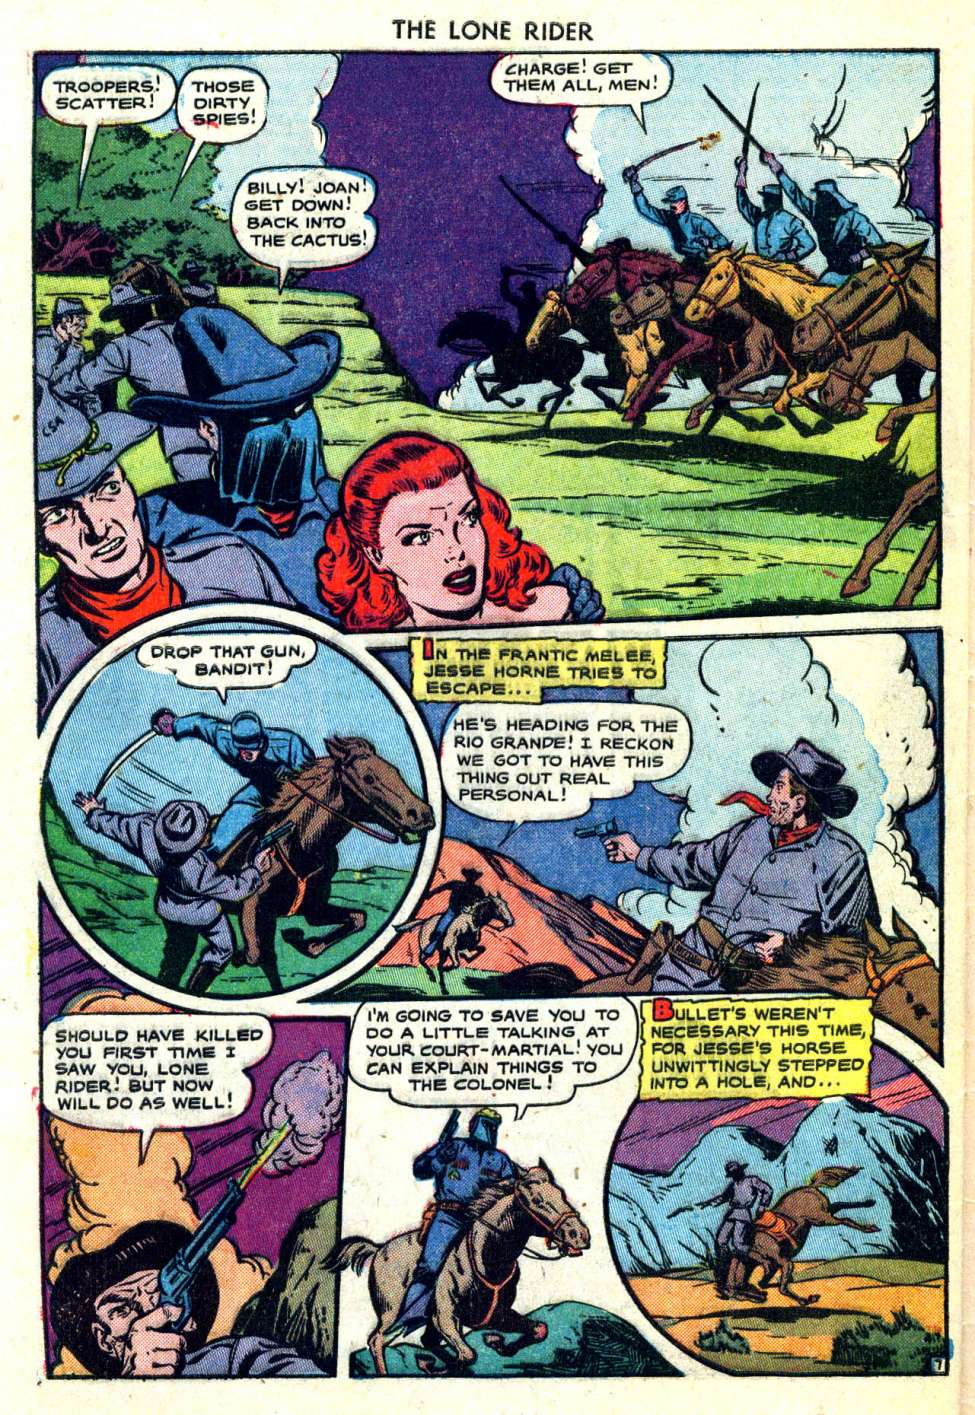 THE LONE RIDER
TROOPERS!
SCATTER!
THOSE
DIRTY
SPIES!
BILLY! JOAN!
GET DOWN!
BACK INTO
THE CACTUS!
CHARGE! GET
THEM ALL, MEN!
CSA
DROP THAT GUN,
BANDIT!
IN THE FRANTIC MELEE,
JESSE HORNE TRIES TO
ESCAPE...
HE'S HEADING FOR THE
RIO GRANDE! I RECKON
WE GOT TO HAVE THIS
THING OUT REAL
PERSONAL!
SHOULD HAVE KILLED
YOU FIRST TIME I
SAW YOU, LONE
RIDER! BUT NOW
WILL DO AS WELL!
I'M GOING TO SAVE YOU TO
DO A LITTLE TALKING AT
YOUR COURT-MARTIAL! YOU
CAN EXPLAIN THINGS TO
THE COLONEL!
BULLET'S WEREN'T
NECESSARY THIS TIME,
FOR JESSE'S HORSE
UNWITTINGLY STEPPED
INTO A HOLE, AND...
7